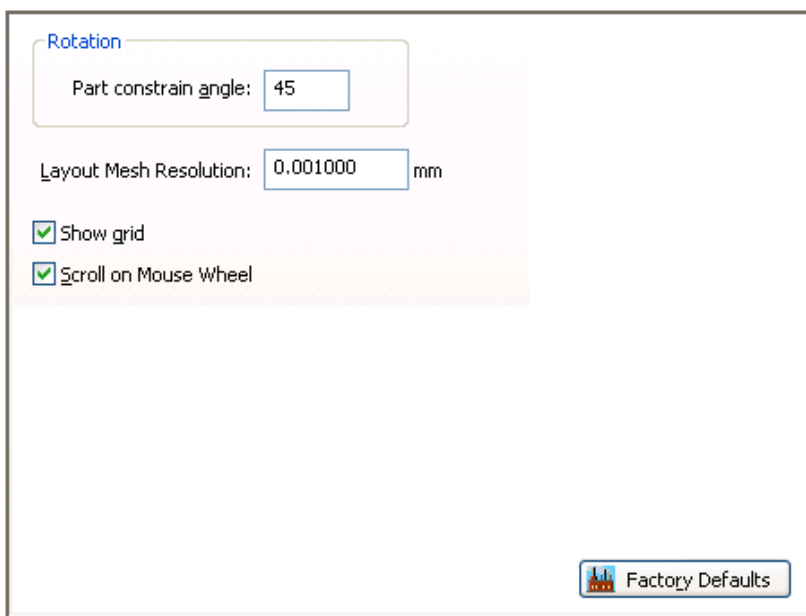 Rotation
Part constrain angle: 45
Layout Mesh Resolution: 0.001000 mm
Show grid
Scroll on Mouse Wheel
Factory Defaults